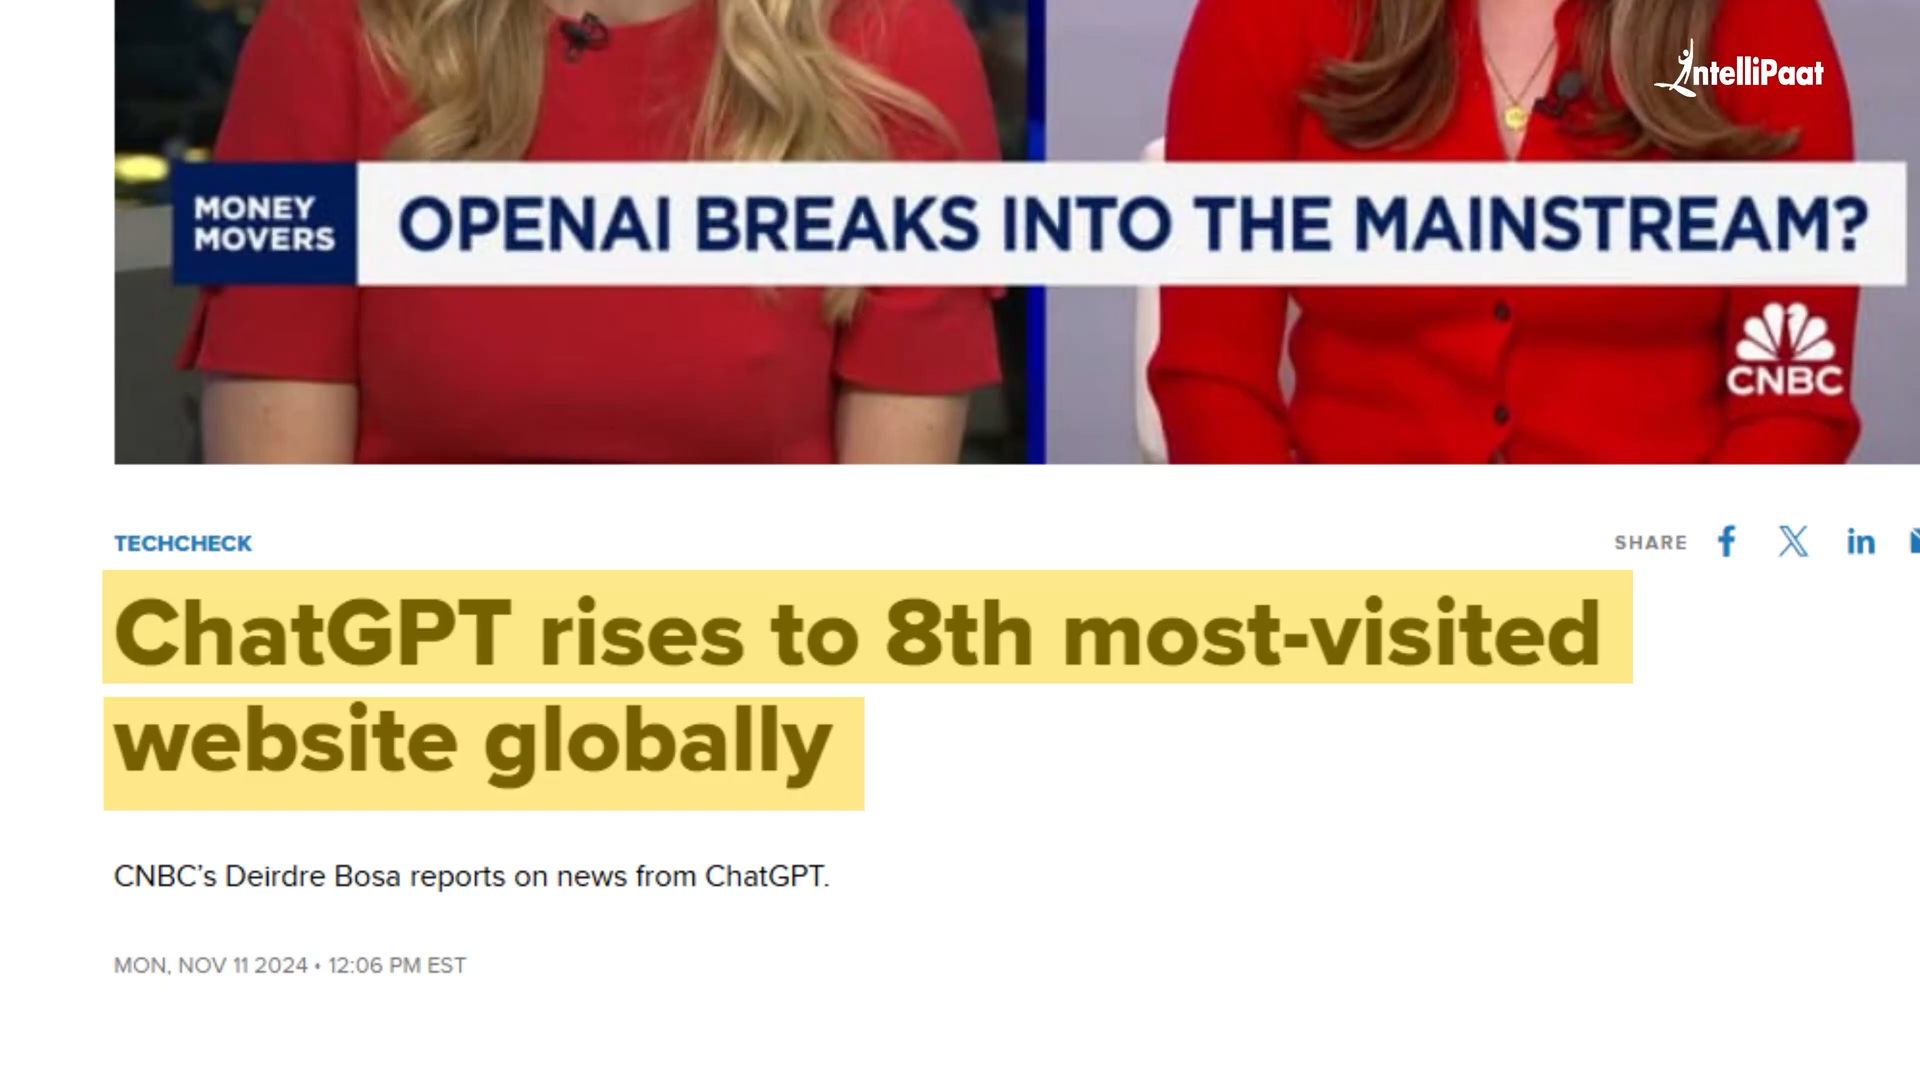 IntelliPaat
MONEY
MOVERS
OPENAI BREAKS INTO THE MAINSTREAM?
CNBC
TECHCHECK
SHARE
ChatGPT rises to 8th most-visited
website globally
CNBC’s Deirdre Bosa reports on news from ChatGPT.
MON, NOV 11 2024 • 12:06 PM EST